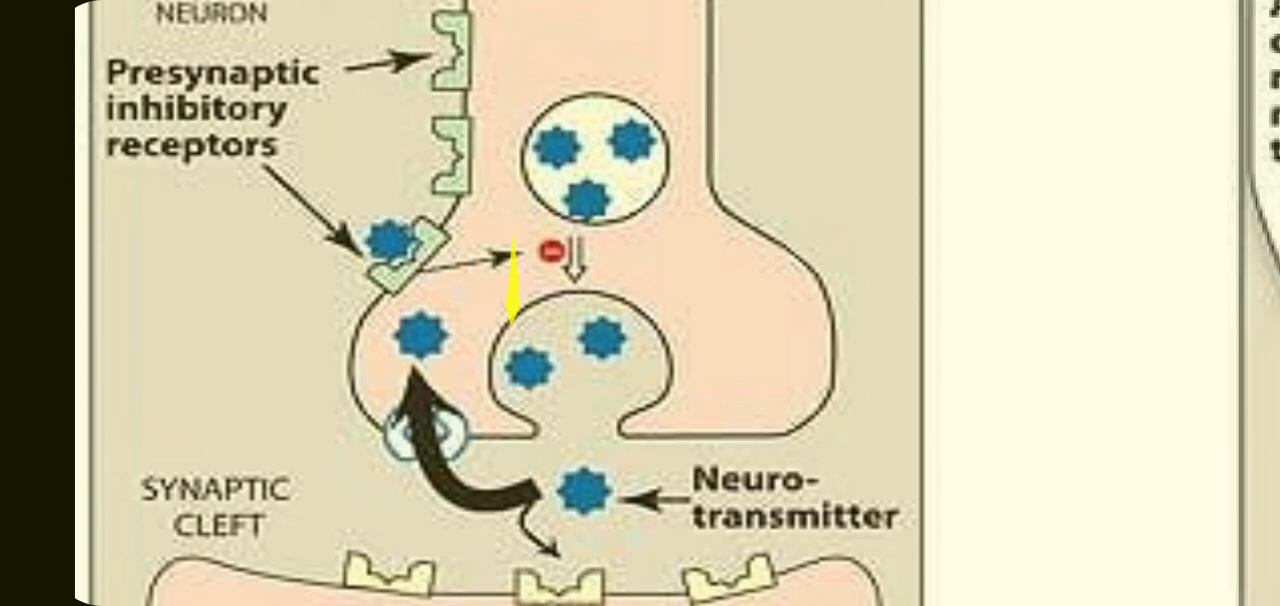 NEURON
Presynaptic
inhibitory
receptors
SYNAPTIC
CLEFT
Neuro-
transmitter